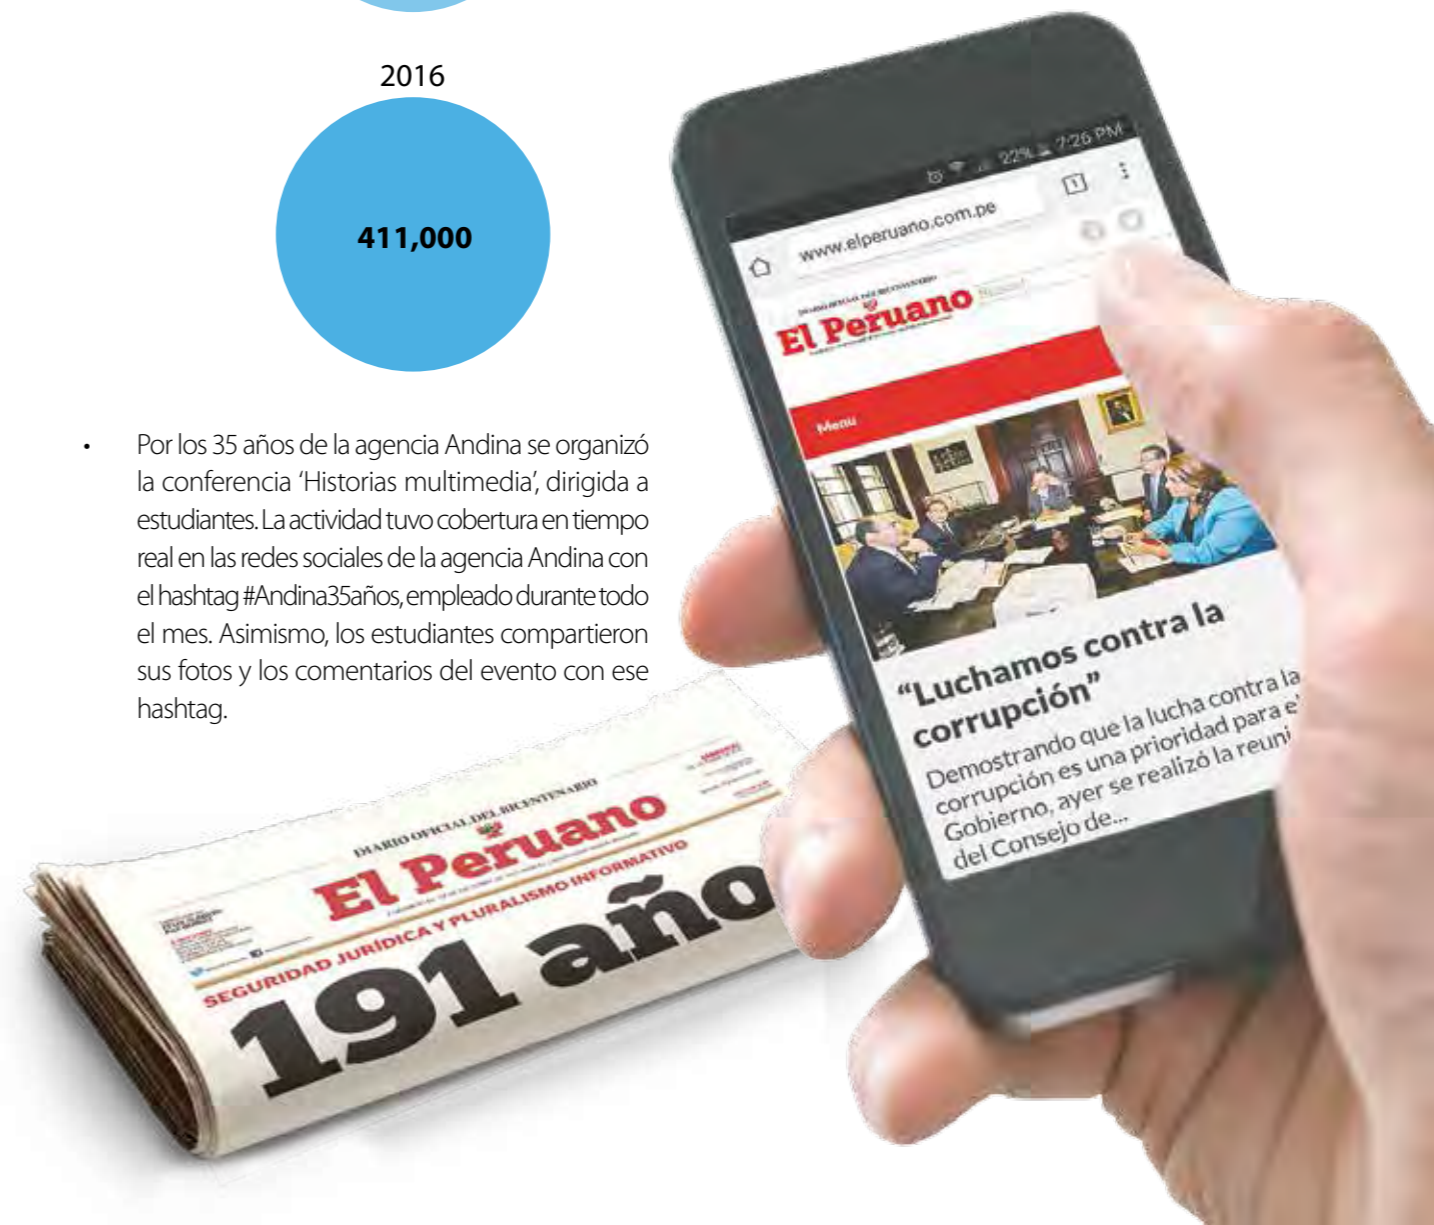 2016
411,000
• Por los 35 años de la agencia Andina se organizó
la conferencia ‘Historias multimedia’, dirigida a
estudiantes. La actividad tuvo cobertura en tiempo
real en las redes sociales de la agencia Andina con
el hashtag #Andina35años, empleado durante todo
el mes. Asimismo, los estudiantes compartieron
sus fotos y los comentarios del evento con ese
hashtag.
DIARIO OFICIAL DEL BICENTENARIO
El Peruano
SEGURIDAD JURÍDICA Y PLURALISMO INFORMATIVO
191 año
22% 7:26 PM
www.elperuano.com.pe
1
DIARIO OFICIAL DEL BICENTENARIO
El Peruano
Menu
“Luchamos contra la
corrupción”
Demostrando que la lucha contra la
corrupción es una prioridad para el
Gobierno, ayer se realizó la reuni
del Consejo de...